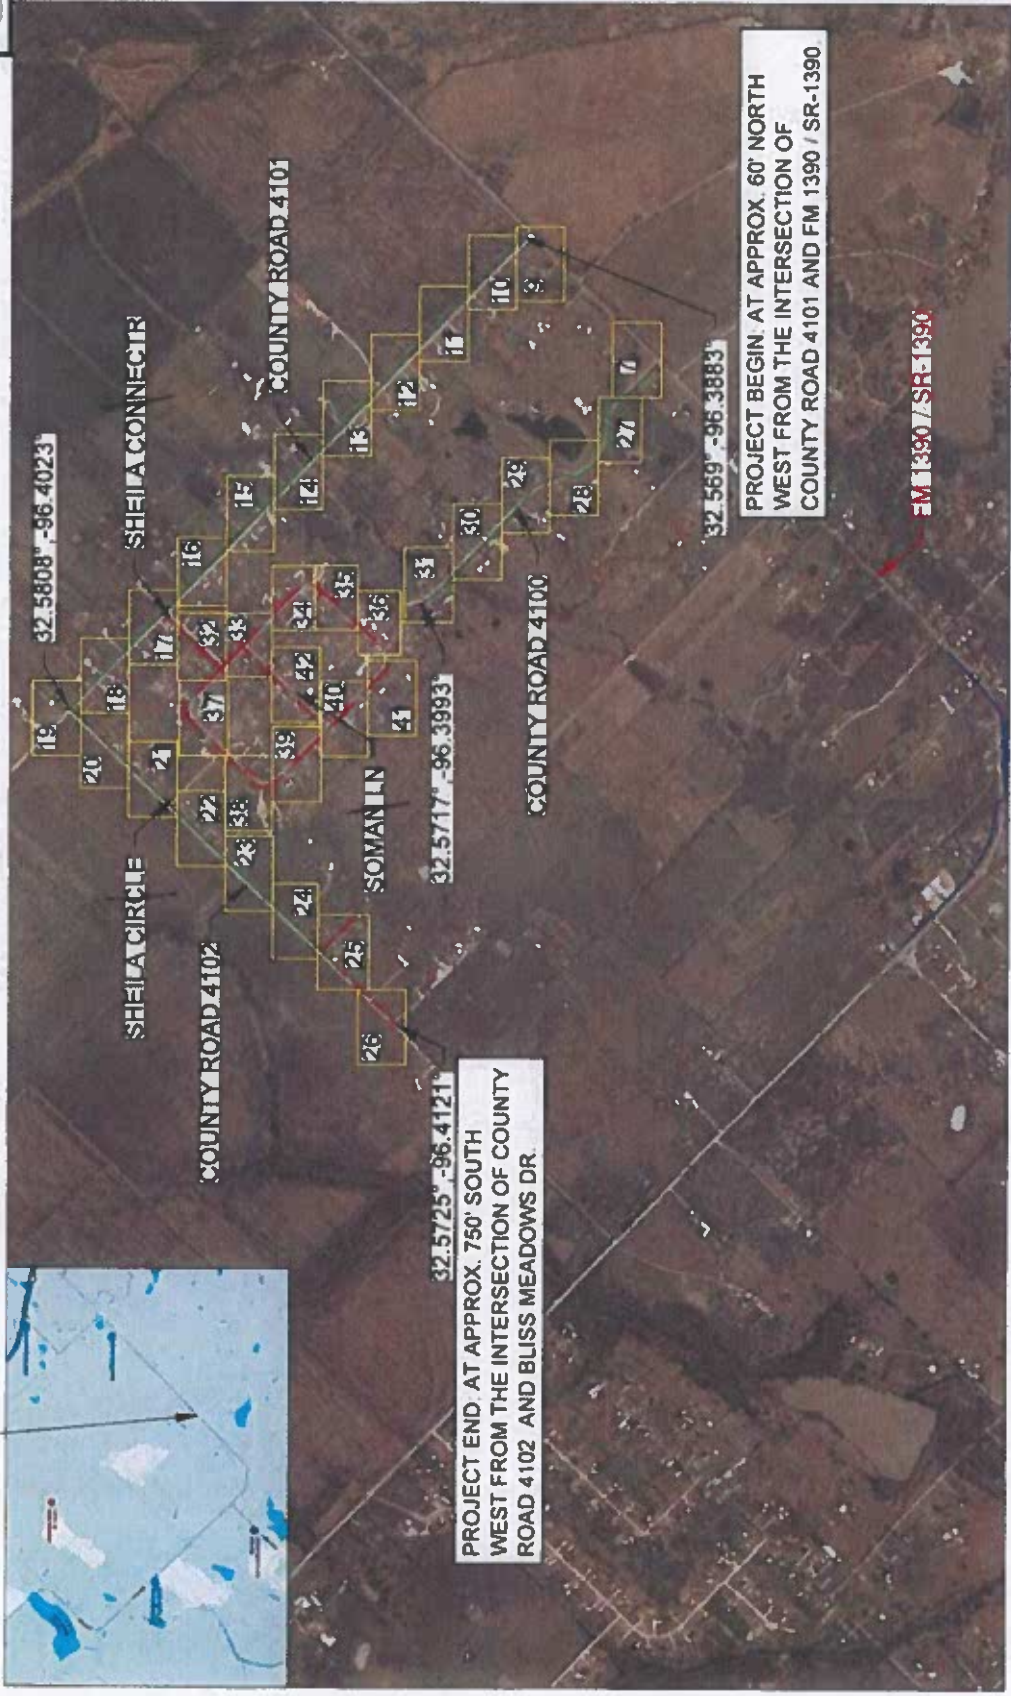 32.5808° -96.4023°
SHEILA CONNECTR
COUNTY ROAD 4101
SHEILA CIRCLE
COUNTY ROAD 4102
19
20
18
21
17
22
37
32
16
23
38
33
15
24
39
42
34
14
25
40
35
13
26
41
36
12
31
11
30
10
29
9
28
27
SOMAN LN
32.5717° -96.3993°
COUNTY ROAD 4100
32.5725° -96.4121°
PROJECT END: AT APPROX. 750' SOUTH
WEST FROM THE INTERSECTION OF COUNTY
ROAD 4102 AND BLISS MEADOWS DR.
32.569° -96.3883°
PROJECT BEGIN: AT APPROX. 60' NORTH
WEST FROM THE INTERSECTION OF
COUNTY ROAD 4101 AND FM 1390 / SR-1390
FM 1390 / SR-1390